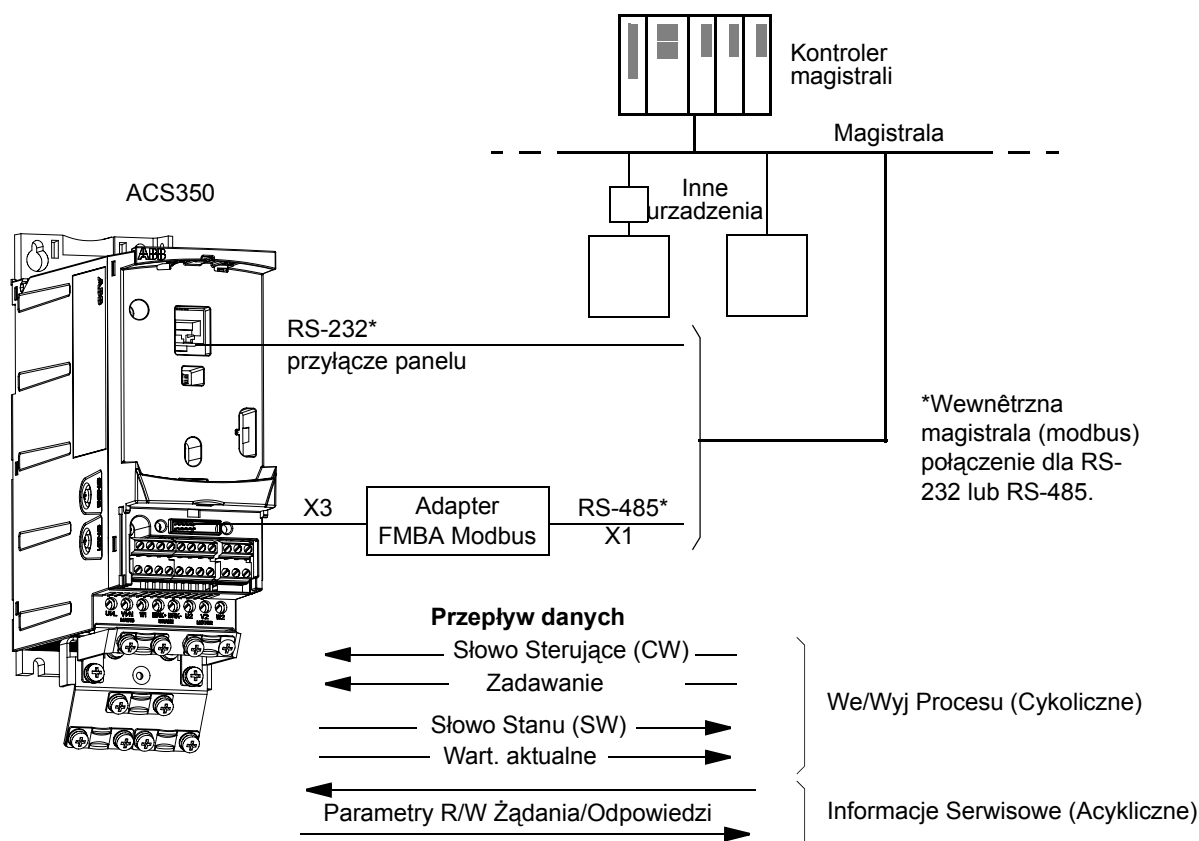 Kontroler
magistrali
Magistrala
ACS350
Inne
urzadzenia
ABB
RS-232*
przyłącze panelu
*Wewnêtrzna
magistrala (modbus)
połączenie dla RS-
232 lub RS-485.
X3
Adapter
FMBA Modbus
RS-485*
X1
Przepływ danych
Słowo Sterujące (CW)
Zadawanie
We/Wyj Procesu (Cykoliczne)
Słowo Stanu (SW)
Wart. aktualne
Parametry R/W Żądania/Odpowiedzi
Informacje Serwisowe (Acykliczne)